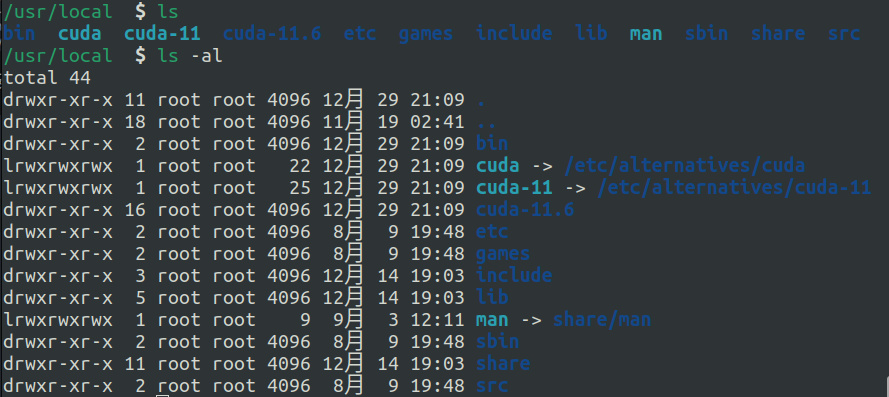 /usr/local  $ ls
bin  cuda  cuda-11  cuda-11.6  etc  games  include  lib  man  sbin  share  src
/usr/local  $ ls -al
total 44
drwxr-xr-x 11 root root 4096 12月 29 21:09 .
drwxr-xr-x 18 root root 4096 11月 19 02:41 ..
drwxr-xr-x  2 root root 4096 12月 29 21:09 bin
lrwxrwxrwx  1 root root   22 12月 29 21:09 cuda -> /etc/alternatives/cuda
lrwxrwxrwx  1 root root   25 12月 29 21:09 cuda-11 -> /etc/alternatives/cuda-11
drwxr-xr-x 16 root root 4096 12月 29 21:09 cuda-11.6
drwxr-xr-x  2 root root 4096  8月  9 19:48 etc
drwxr-xr-x  2 root root 4096  8月  9 19:48 games
drwxr-xr-x  3 root root 4096 12月 14 19:03 include
drwxr-xr-x  5 root root 4096 12月 14 19:03 lib
lrwxrwxrwx  1 root root    9  9月  3 12:11 man -> share/man
drwxr-xr-x  2 root root 4096  8月  9 19:48 sbin
drwxr-xr-x 11 root root 4096 12月 14 19:03 share
drwxr-xr-x  2 root root 4096  8月  9 19:48 src